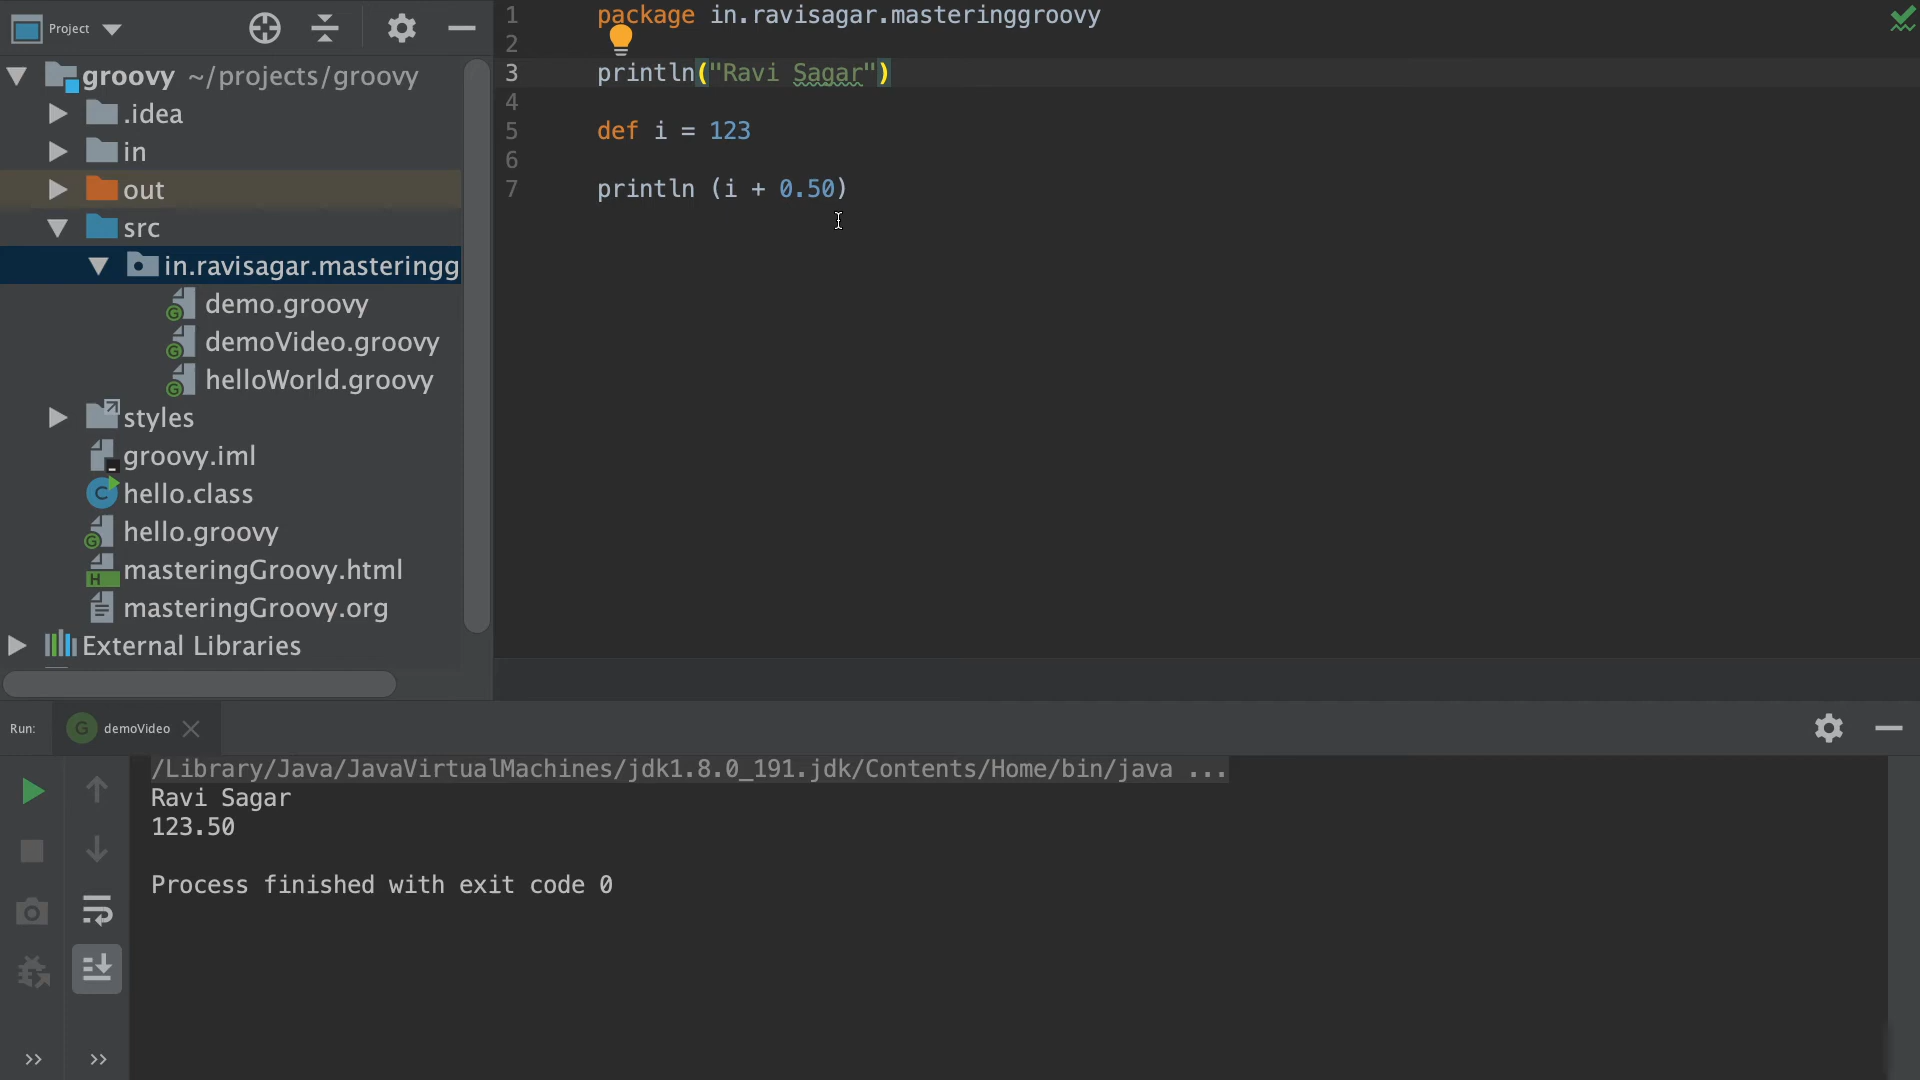 Project
groovy ~/projects/groovy
.idea
in
out
src
in.ravisagar.masteringg
demo.groovy
demoVideo.groovy
helloWorld.groovy
styles
groovy.iml
hello.class
hello.groovy
masteringGroovy.html
masteringGroovy.org
External Libraries
1 package in.ravisagar.masteringgroovy
2
3 println("Ravi Sagar")
4
5 def i = 123
6
7 println (i + 0.50)
Run: demoVideo
/Library/Java/JavaVirtualMachines/jdk1.8.0_191.jdk/Contents/Home/bin/java ...
Ravi Sagar
123.50
Process finished with exit code 0